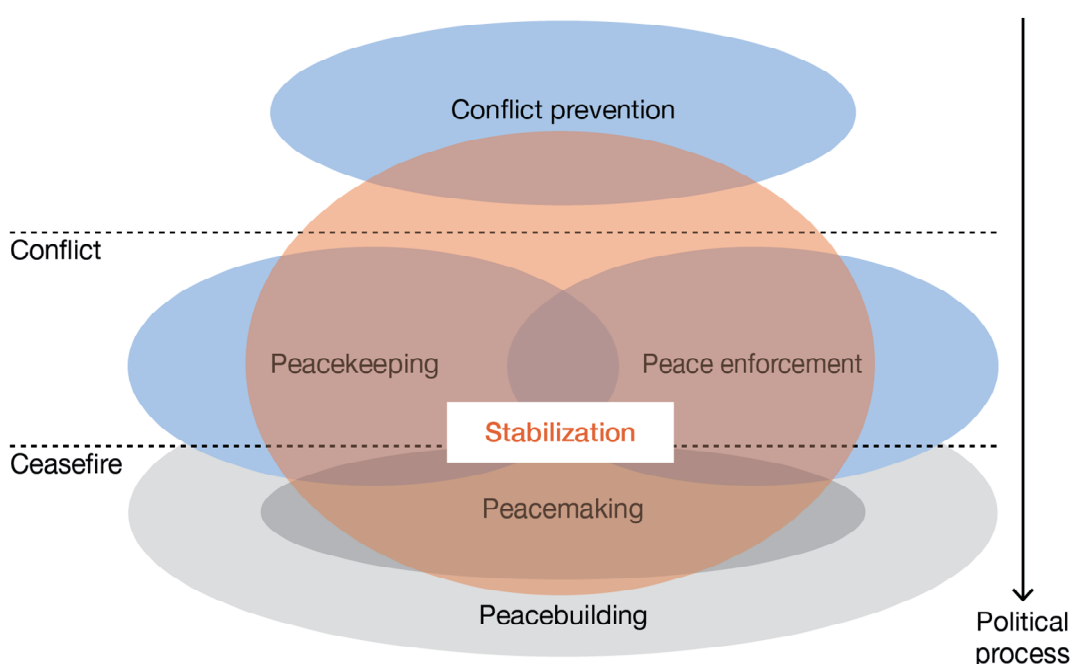 Conflict prevention
Conflict
Peacekeeping
Peace enforcement
Stabilization
Ceasefire
Peacemaking
Peacebuilding
Political
process